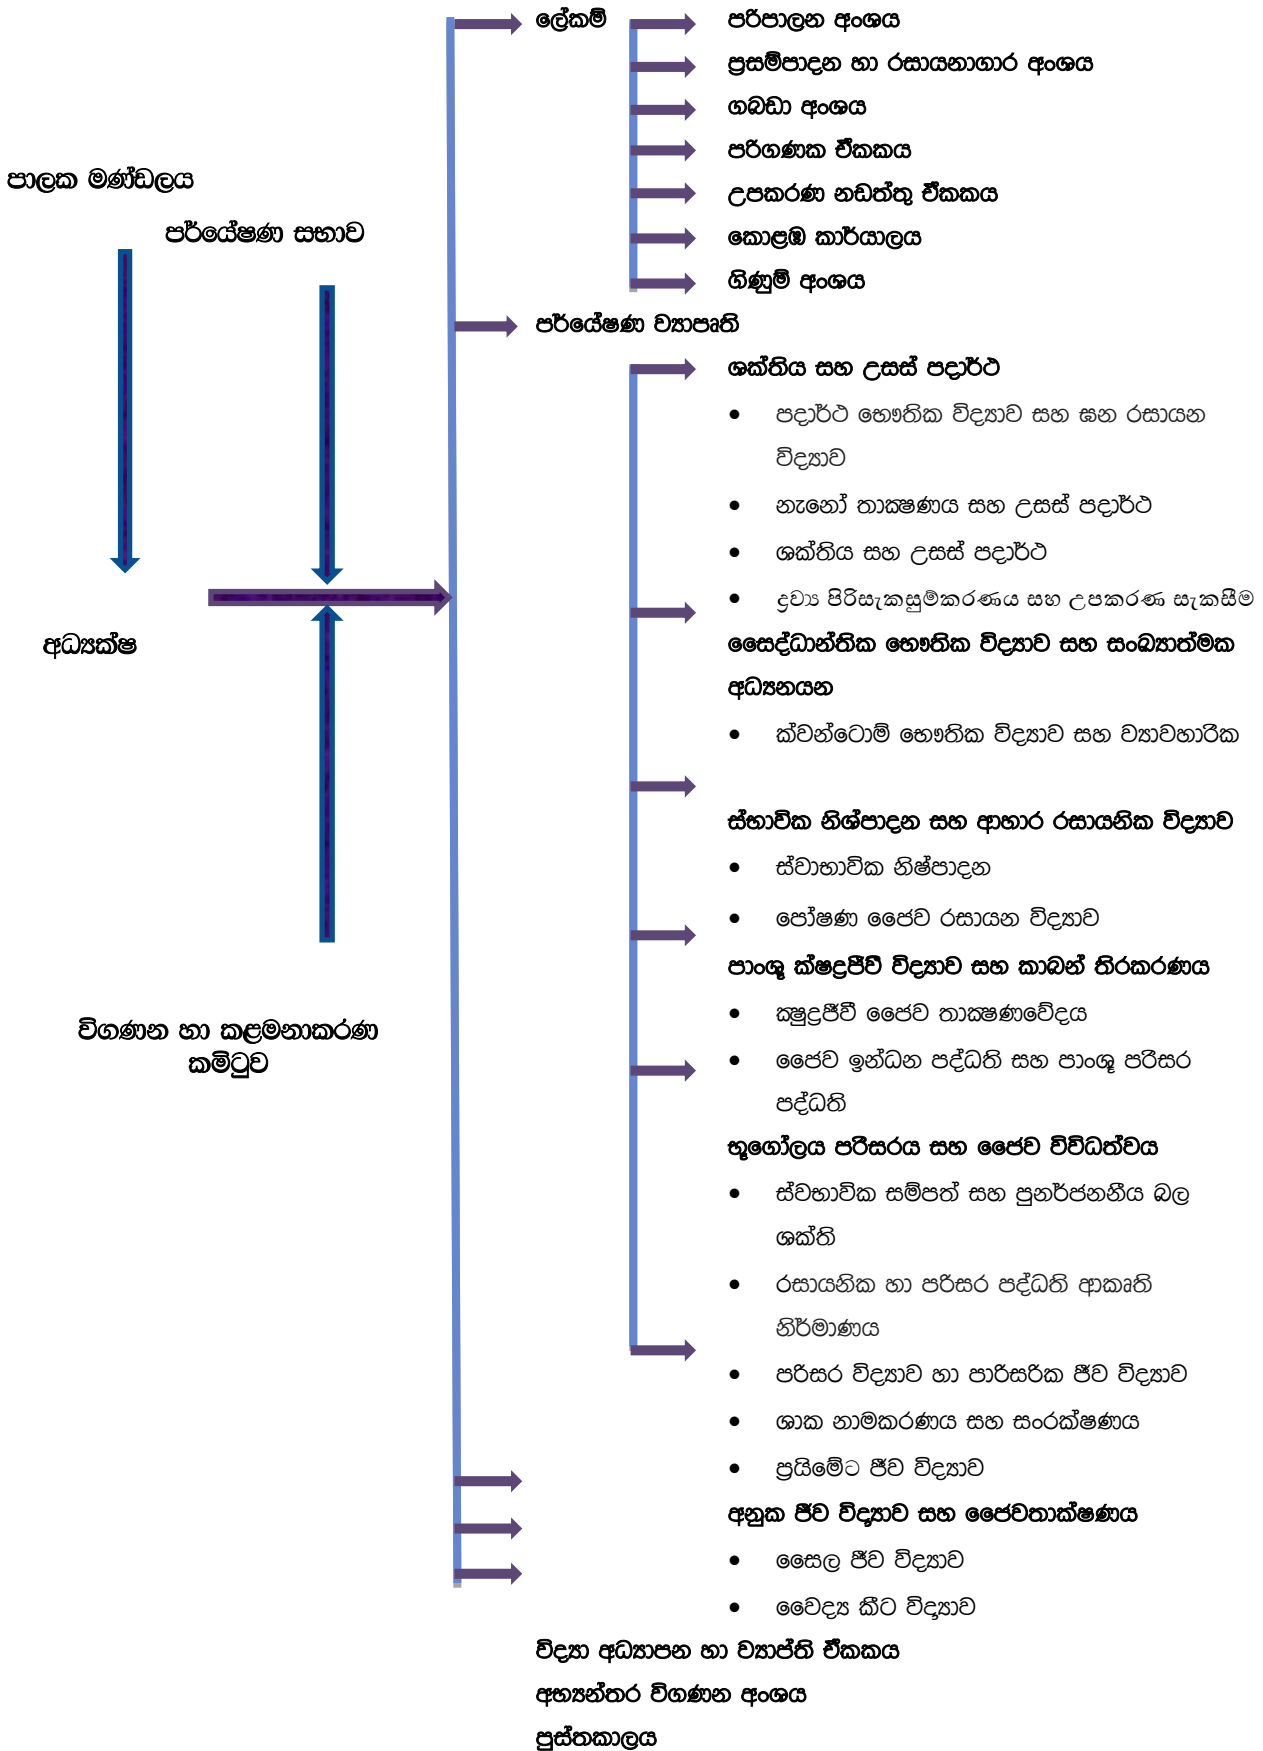 පාලක මණ්ඩලය
පර්යේෂණ සභාව
අධ්‍යක්ෂ
විගණන හා කළමනාකරණ
කමිටුව
ලේකම්
පරිපාලන අංශය
ප්‍රසම්පාදන හා රසායනාගාර අංශය
ගබඩා අංශය
පරිගණක ඒකකය
උපකරණ නඩත්තු ඒකකය
කොළඹ කාර්යාලය
ගිණුම් අංශය
පර්යේෂණ ව්‍යාපෘති
ශක්තිය සහ උසස් පදාර්ථ
• පදාර්ථ භෞතික විද්‍යාව සහ ඝන රසායන
විද්‍යාව
• නැනෝ තාක්‍ෂණය සහ උසස් පදාර්ථ
• ශක්තිය සහ උසස් පදාර්ථ
• ද්‍රව්‍ය පිරිසැකසුම්කරණය සහ උපකරණ සැකසීම
සෛද්ධාන්තික භෞතික විද්‍යාව සහ සංඛ්‍යාත්මක
අධ්‍යනයන
• ක්වන්ටොම් භෞතික විද්‍යාව සහ ව්‍යාවහාරික
ස්භාවික නිශ්පාදන සහ ආහාර රසායනික විද්‍යාව
• ස්වාභාවික නිෂ්පාදන
• පෝෂණ ජෛව රසායන විද්‍යාව
පාංශූ ක්ෂද්‍රජීවී විද්‍යාව සහ කාබන් තිරකරණය
• ක්‍ෂුද්‍රජීවී ජෛව තාක්‍ෂණවේදය
• ජෛව ඉන්ධන පද්ධති සහ පාංශූ පරිසර
පද්ධති
භූගෝලය පරිසරය සහ ජෛව විවිධත්වය
• ස්වභාවික සම්පත් සහ පුනර්ජනනීය බල
ශක්ති
• රසායනික හා පරිසර පද්ධති ආකෘති
නිර්මාණය
• පරිසර විද්‍යාව හා පාරිසරික ජීව විද්‍යාව
• ශාක නාමකරණය සහ සංරක්ෂණය
• ප්‍රයිමේට ජීව විද්‍යාව
අනුක ජීව විද්‍යාව සහ ජෛවතාක්ෂණය
• සෛල ජීව විද්‍යාව
• වෛද්‍ය කීට විද්‍යාව
විද්‍යා අධ්‍යාපන හා ව්‍යාප්ති ඒකකය
අභ්‍යන්තර විගණන අංශය
පුස්තකාලය